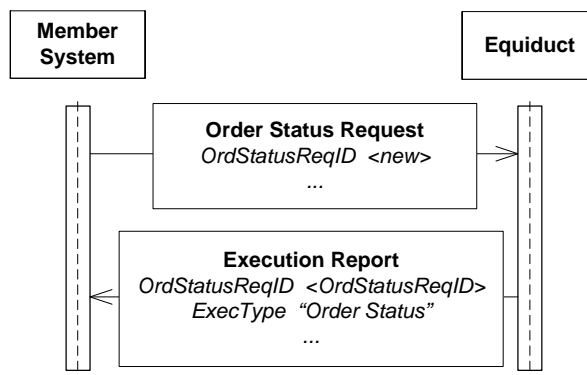 Member
System
Equiduct
Order Status Request
OrdStatusReqID <new>
...
Execution Report
OrdStatusReqID <OrdStatusReqID>
ExecType “Order Status”
...